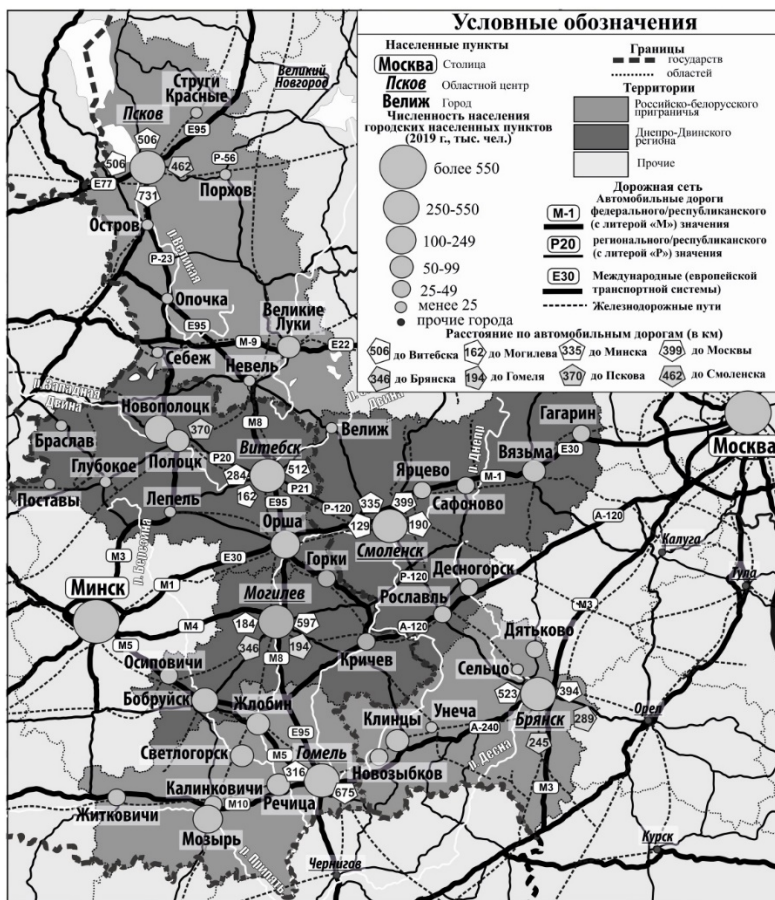 Условные обозначения
Населенные пункты
Москва Столица
Псков Областной центр
Велиж Город
Численность населения
городских населенных пунктов
(2019 г., тыс. чел.)
более 550
250-550
100-249
50-99
25-49
менее 25
прочие города
Границы
государств
областей
Территории
Российско-белорусского
приграничья
Днепро-Двинского
региона
Прочие
Дорожная сеть
Автомобильные дороги
М-1 федерального/республиканского
(с литерой «М») значения
Р20 регионального/республиканского
(с литерой «Р») значения
Е30 Международные (европейской
транспортной системы)
Железнодорожные пути
Расстояние по автомобильным дорогам (в км)
506 до Витебска 162 до Могилева 335 до Минска 399 до Москвы
346 до Брянска 194 до Гомеля 370 до Пскова 462 до Смоленска
Струги
Красные
Великий
Новгород
Псков
Е95
506
506 462
Р-56
Е77
731
Порхов
Остров
р. Великая
Р-23
Опочка
Е95
Великие
Луки
М-9
Е22
Себеж
Невель
р. Западная
Двина
Двина
М8
Новополоцк
370
Браслав
Полоцк
Витебск
Велиж
Гагарин
Москва
Глубокое
Р20
284 512
162
Р21
Е95
Поставы
Лепель
Ярцево
Вязьма
Е30
р. Днепр
М-1
Сафоново
335 399
Р-120
129 190
Смоленск
А-120
Орша
М3
р. Березина
Е30
М1
Горки
Р-120
Десногорск
Калуга
Тула
Минск
Могилев
Рославль
М3
М4
184 597
346 194
М8
А-120
Кричев
Дятьково
М5
Осиповичи
Сельцо
Бобруйск
Жлобин
Клинцы
Унеча
523 394
Брянск
289
Орел
Е95
А-240
245
Светлогорск
М5
Гомель
Новозыбков
р. Десна
316
675
М3
Калинковичи
Речица
М10
Житковичи
Мозырь
р. Припять
Чернигов
Курск